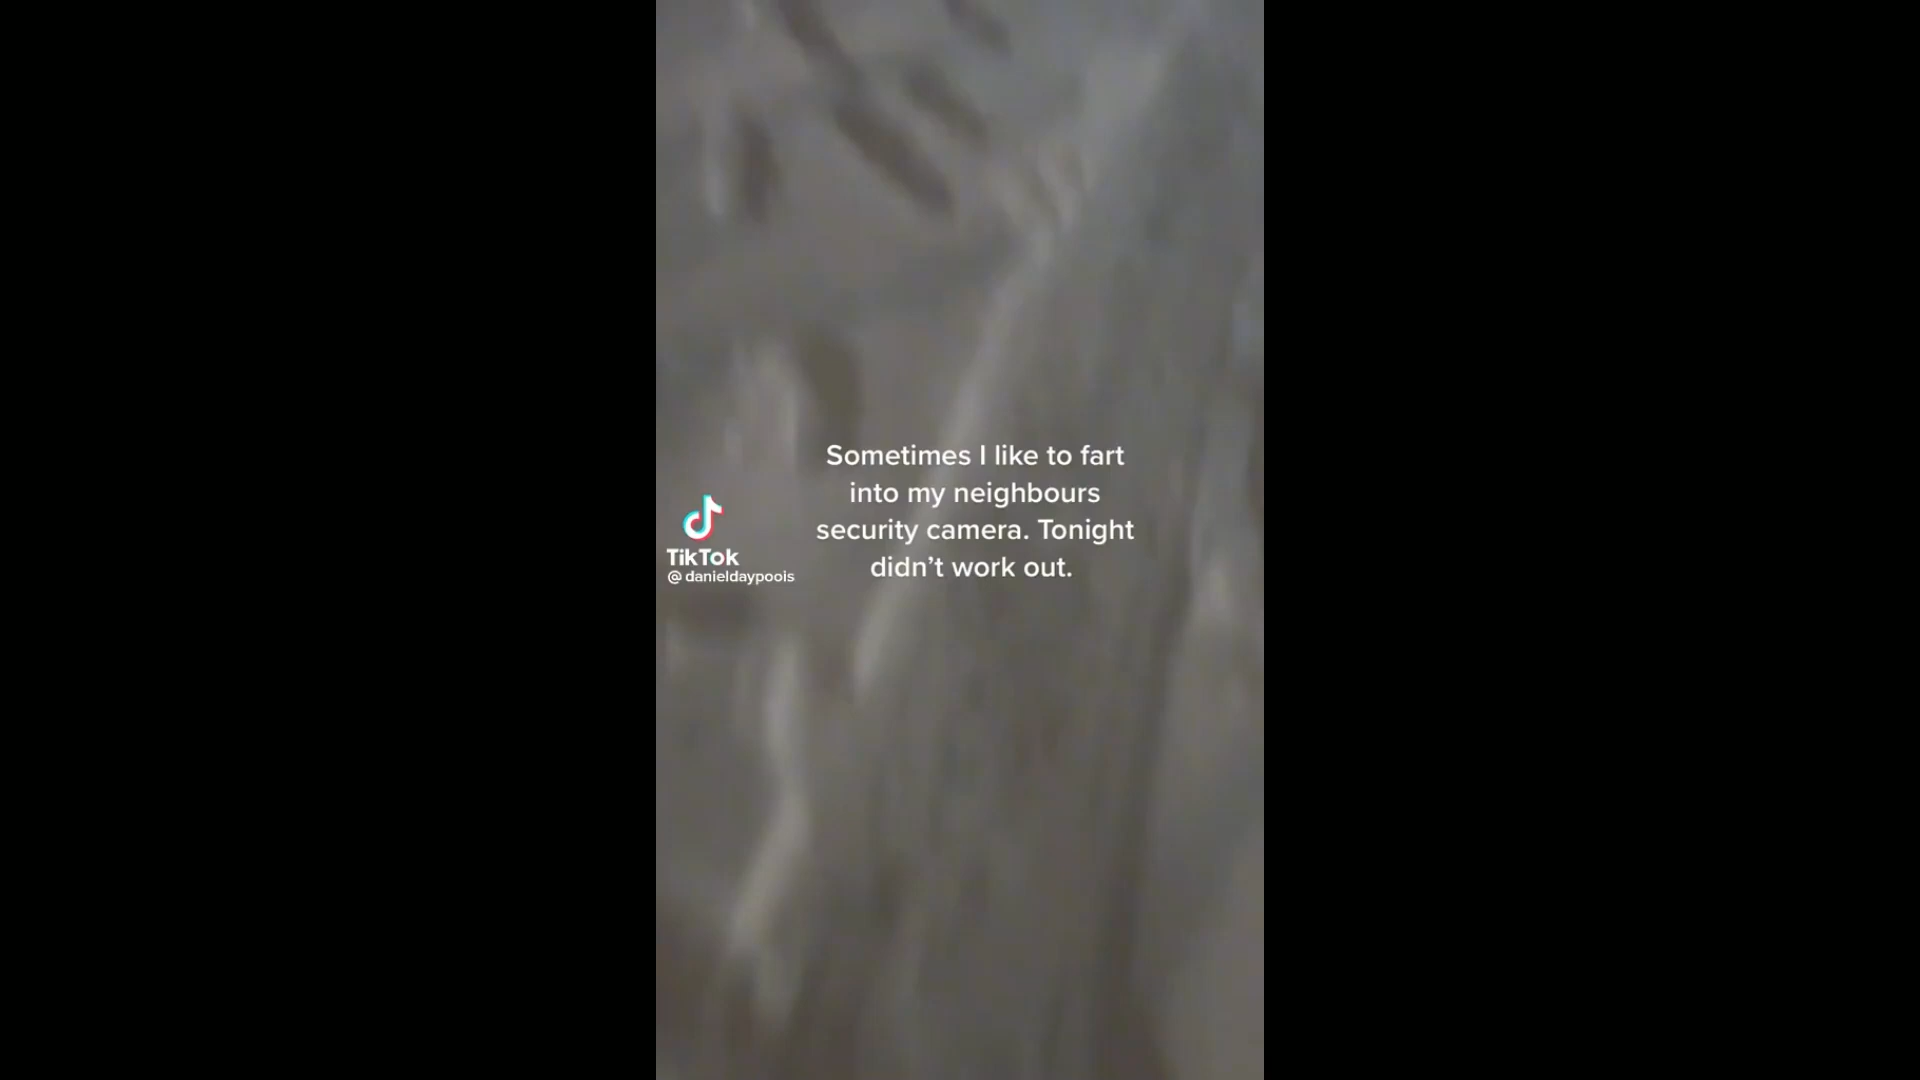 Sometimes I like to fart
into my neighbours
security camera. Tonight
didn’t work out.
TikTok
@danieldaypoois